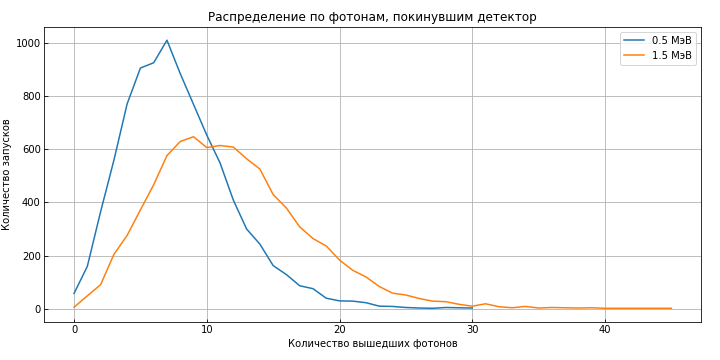 Распределение по фотонам, покинувшим детектор
Количество запусков
1000
800
600
400
200
0
0.5 МэВ
1.5 МэВ
0 10 20 30 40
Количество вышедших фотонов